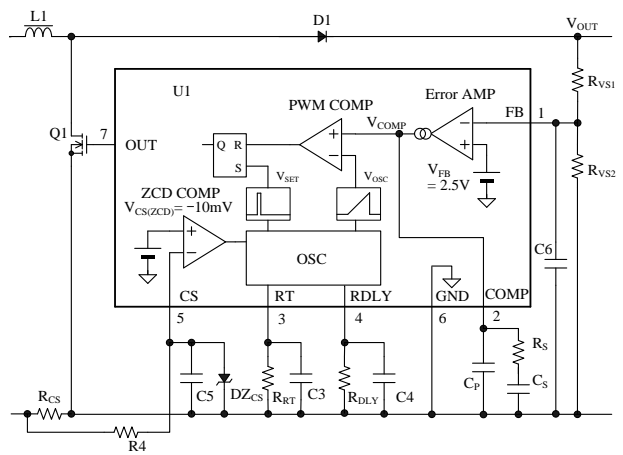 L1
D1
VOUT
U1
Error AMP
FB
1
RVS1
PWM COMP
VCOMP
Q1
7
OUT
Q
R
S
VSET
VOSC
VFB
= 2.5V
RVS2
ZCD COMP
VCS(ZCD)= −10mV
OSC
C6
CS
RT
RDLY
GND
COMP
5
3
4
6
2
RS
CP
CS
C5
DZCS
RRT
C3
RDLY
C4
RCS
R4